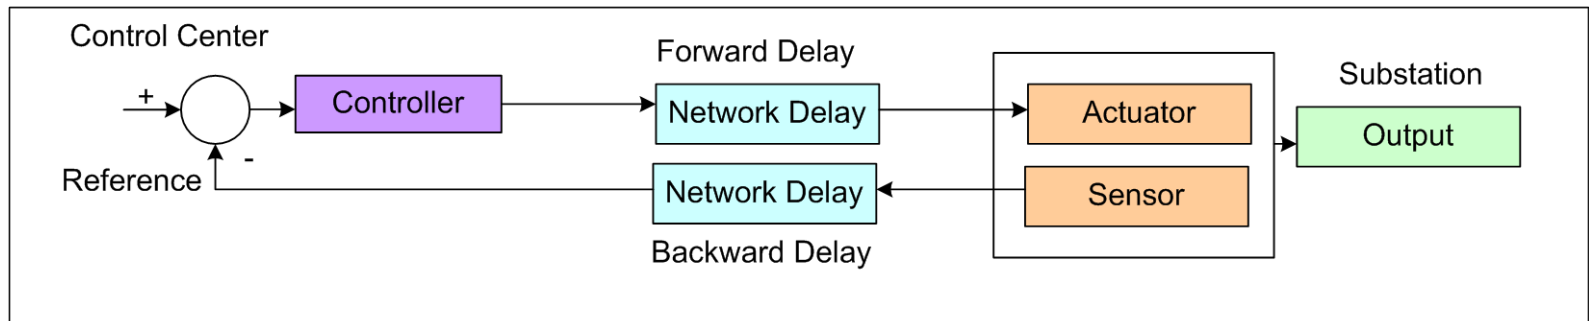 Control Center
+
Controller
Forward Delay
Network Delay
Actuator
Substation
Output
-
Reference
Network Delay
Sensor
Backward Delay